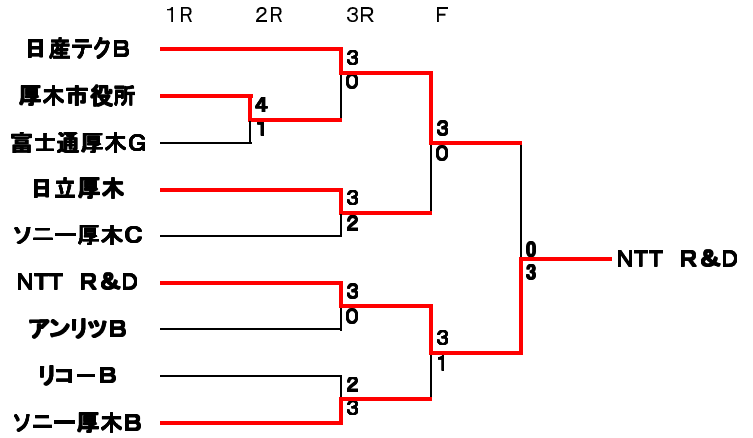 1R 2R 3R F
日産テクB
3
0
厚木市役所
4
1
富士通厚木G
3
0
日立厚木
3
2
ソニー厚木C
0
3
NTT R&D
NTT R&D
3
0
アンリツB
3
1
リコーB
2
3
ソニー厚木B